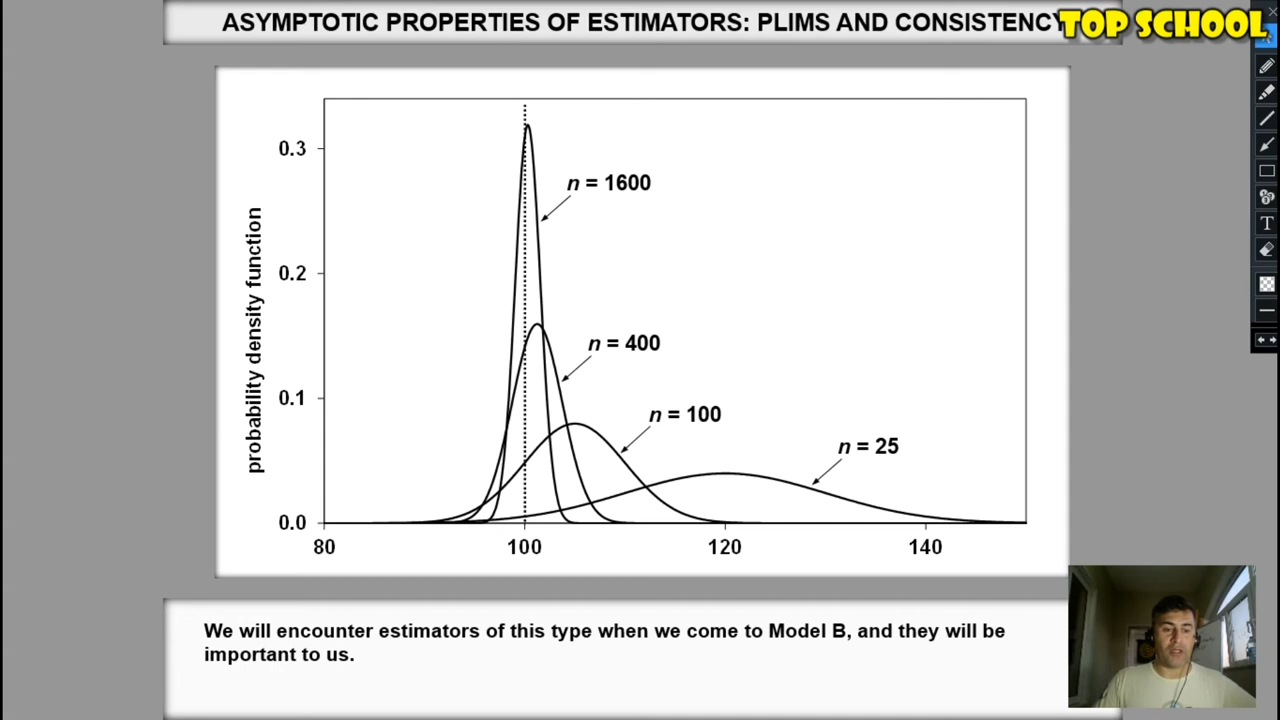 ASYMPTOTIC PROPERTIES OF ESTIMATORS: PLIMS AND CONSISTENCY
TOP SCHOOL
0.3
n = 1600
0.2
probability density function
n = 400
0.1
n = 100
n = 25
0.0
80 100 120 140
We will encounter estimators of this type when we come to Model B, and they will be
important to us.
T